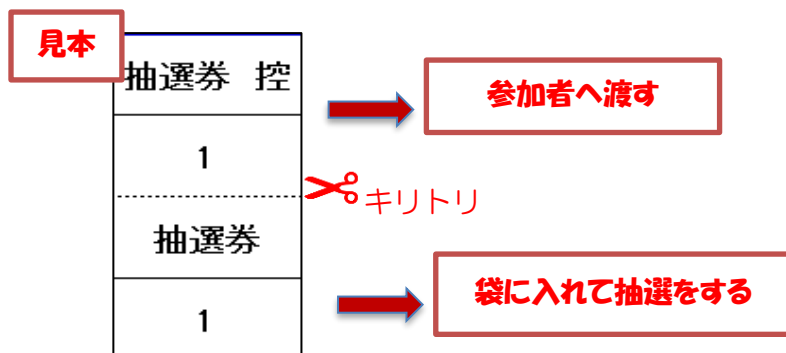 見本
抽選券 控
参加者へ渡す
1
キリトリ
抽選券
袋に入れて抽選をする
1